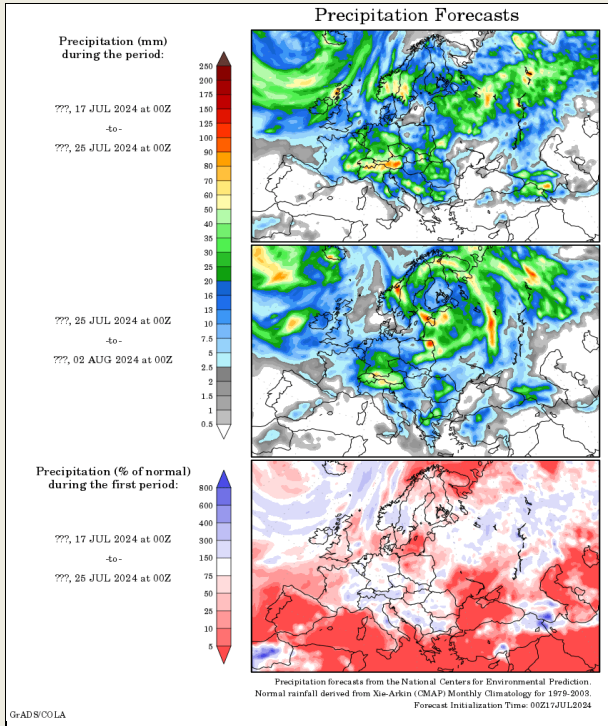 Precipitation Forecasts
Precipitation (mm)
during the period:
???, 17 JUL 2024 at 00Z
-to-
???, 25 JUL 2024 at 00Z
250
200
175
150
125
100
90
80
70
60
50
40
35
30
25
20
16
13
10
7.5
5
2.5
2
1.5
1
0.5
???, 25 JUL 2024 at 00Z
-to-
???, 02 AUG 2024 at 00Z
Precipitation (% of normal)
during the first period:
800
600
400
300
150
75
50
25
10
5
???, 17 JUL 2024 at 00Z
-to-
???, 25 JUL 2024 at 00Z
Precipitation forecasts from the National Centers for Environmental Prediction.
Normal rainfall derived from Xie-Arkin (CMAP) Monthly Climatology for 1979-2003.
Forecast Initialization Time: 00Z17JUL2024
GrADS/COLA